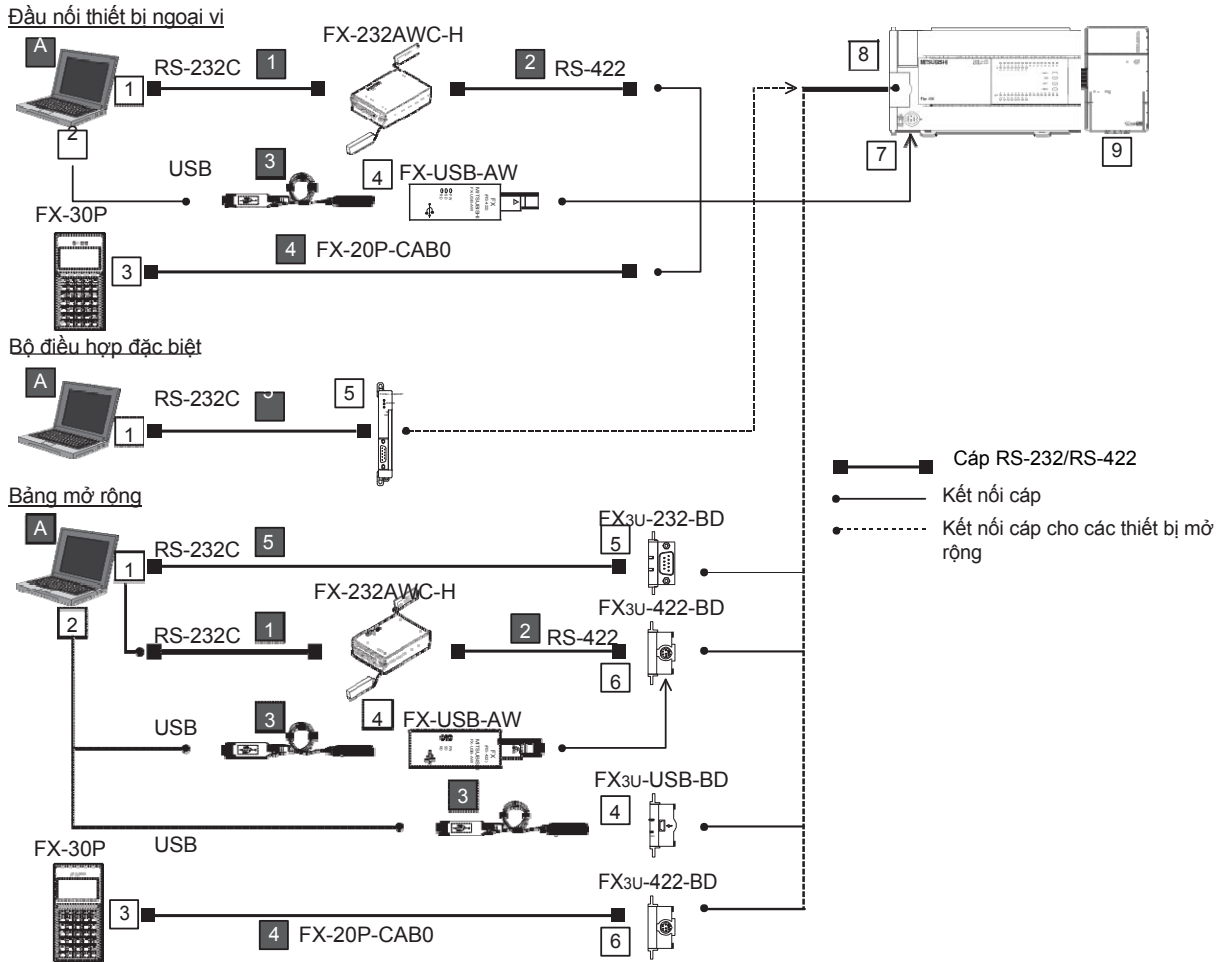 Đầu nối thiết bị ngoại vi
A
1
RS-232C
1
FX-232AWC-H
2
RS-422
8
MITSUBISHI
2
USB
3
4
FX-USB-AW
7
9
FX-30P
3
4
FX-20P-CAB0
Bộ điều hợp đặc biệt
A
1
RS-232C
5
Cáp RS-232/RS-422
Kết nối cáp
Kết nối cáp cho các thiết bị mở
rộng
Bảng mở rộng
A
1
RS-232C
5
FX3U-232-BD
5
2
RS-232C
1
FX-232AWC-H
2
RS-422
FX3U-422-BD
6
USB
3
4
FX-USB-AW
3
USB
FX3U-USB-BD
4
FX-30P
3
4
FX-20P-CAB0
FX3U-422-BD
6